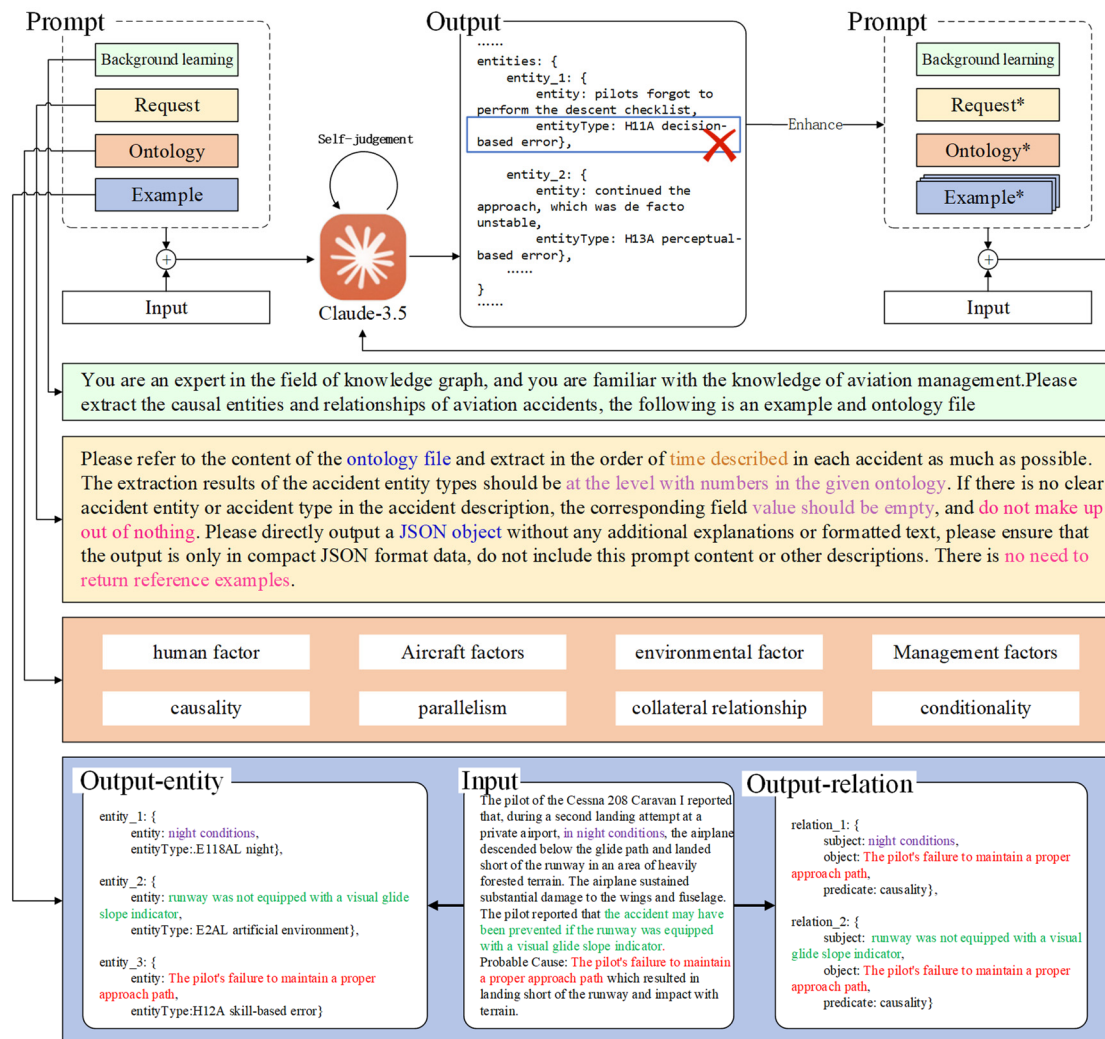 Prompt
Background learning
Request
Ontology
Example
Input
Self-judgement
Claude-3.5
Output
......
entities: {
entity_1: {
entity: pilots forgot to
perform the descent checklist,
entityType: H11A decision-
based error},
entity_2: {
entity: continued the
approach, which was de facto
unstable,
entityType: H13A perceptual-
based error},
......
}
......
Enhance
Prompt
Background learning
Request*
Ontology*
Example*
Input
You are an expert in the field of knowledge graph, and you are familiar with the knowledge of aviation management.Please
extract the causal entities and relationships of aviation accidents, the following is an example and ontology file
Please refer to the content of the ontology file and extract in the order of time described in each accident as much as possible.
The extraction results of the accident entity types should be at the level with numbers in the given ontology. If there is no clear
accident entity or accident type in the accident description, the corresponding field value should be empty, and do not make up
out of nothing. Please directly output a JSON object without any additional explanations or formatted text, please ensure that
the output is only in compact JSON format data, do not include this prompt content or other descriptions. There is no need to
return reference examples.
human factor
Aircraft factors
environmental factor
Management factors
causality
parallelism
collateral relationship
conditionality
Output-entity
entity_1: {
entity: night conditions,
entityType:.E118AL night},
entity_2: {
entity: runway was not equipped with a visual glide
slope indicator,
entityType: E2AL artificial environment},
entity_3: {
entity: The pilot's failure to maintain a proper
approach path,
entityType:H12A skill-based error}
Input
The pilot of the Cessna 208 Caravan I reported
that, during a second landing attempt at a
private airport, in night conditions, the airplane
descended below the glide path and landed
short of the runway in an area of heavily
forested terrain. The airplane sustained
substantial damage to the wings and fuselage.
The pilot reported that the accident may have
been prevented if the runway was equipped
with a visual glide slope indicator.
Probable Cause: The pilot's failure to maintain
a proper approach path which resulted in
landing short of the runway and impact with
terrain.
Output-relation
relation_1: {
subject: night conditions,
object: The pilot's failure to maintain a proper
approach path,
predicate: causality},
relation_2: {
subject: runway was not equipped with a visual
glide slope indicator,
object: The pilot's failure to maintain a proper
approach path,
predicate: causality}